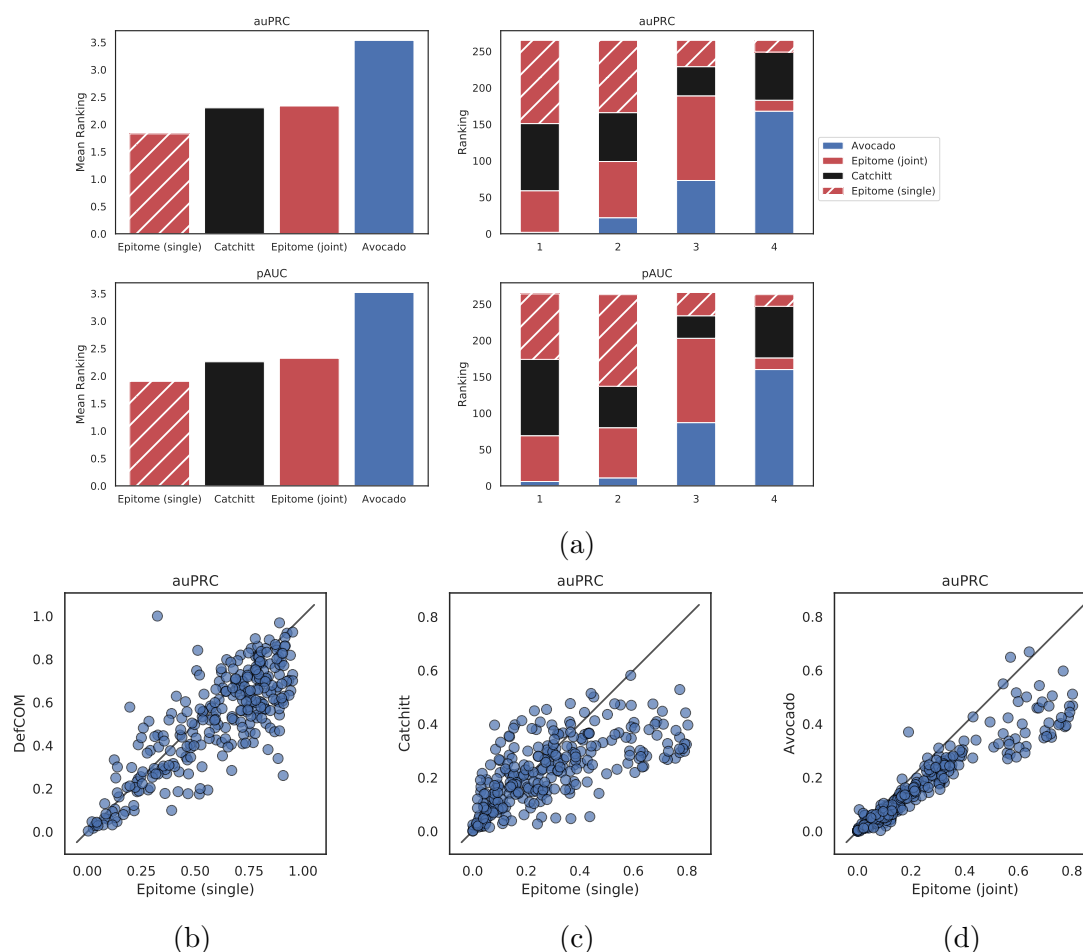 auPRC
Mean Ranking
3.5
3.0
2.5
2.0
1.5
1.0
0.5
0.0
Epitome (single) Catchitt Epitome (joint) Avocado
auPRC
Ranking
250
200
150
100
50
0
1 2 3 4
Avocado
Epitome (joint)
Catchitt
Epitome (single)
pAUC
Mean Ranking
3.5
3.0
2.5
2.0
1.5
1.0
0.5
0.0
Epitome (single) Catchitt Epitome (joint) Avocado
pAUC
Ranking
250
200
150
100
50
0
1 2 3 4
(a)
auPRC
DefCOM
1.0
0.8
0.6
0.4
0.2
0.0
0.00 0.25 0.50 0.75 1.00
Epitome (single)
(b)
auPRC
Catchitt
0.8
0.6
0.4
0.2
0.0
0.0 0.2 0.4 0.6 0.8
Epitome (single)
(c)
auPRC
Avocado
0.8
0.6
0.4
0.2
0.0
0.0 0.2 0.4 0.6 0.8
Epitome (joint)
(d)